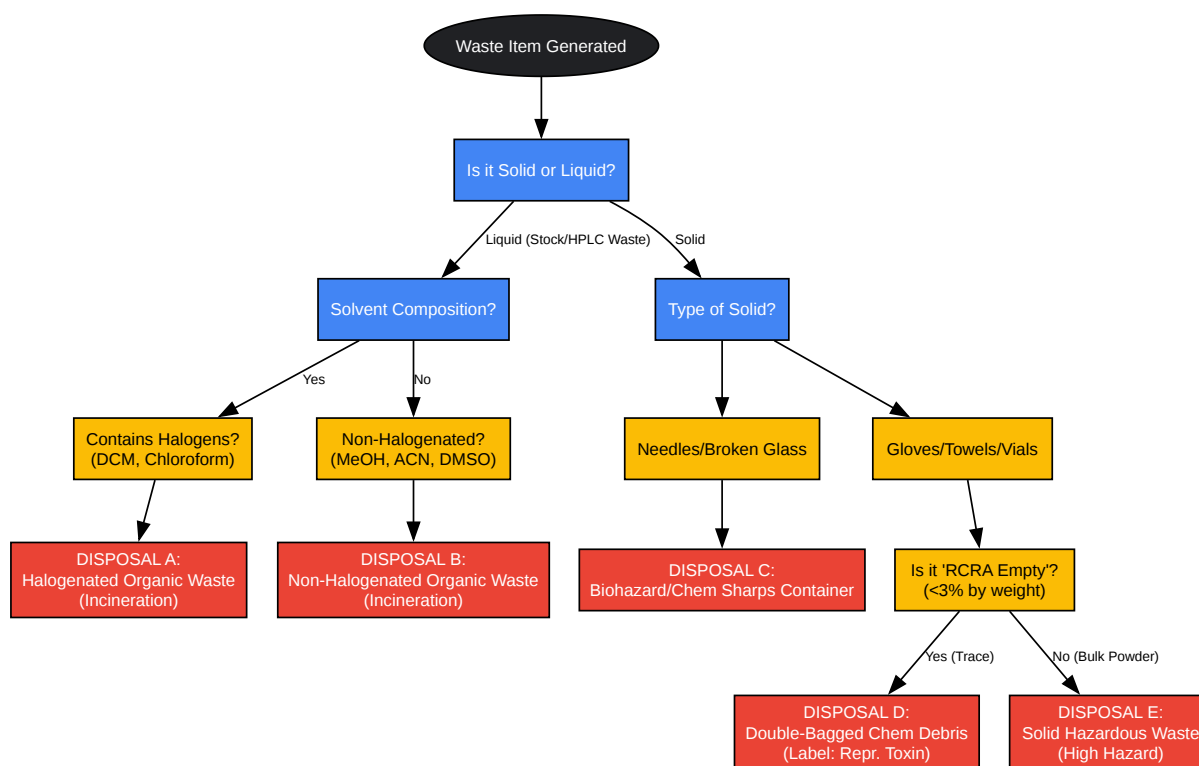 Waste Item Generated
Is it Solid or Liquid?
Liquid (Stock/HPLC Waste)
Solid
Solvent Composition?
Type of Solid?
Yes
No
Contains Halogens?
(DCM, Chloroform)
Non-Halogenated?
(MeOH, ACN, DMSO)
Needles/Broken Glass
Gloves/Towels/Vials
DISPOSAL A:
Halogenated Organic Waste
(Incineration)
DISPOSAL B:
Non-Halogenated Organic Waste
(Incineration)
DISPOSAL C:
Biohazard/Chem Sharps Container
Is it 'RCRA Empty'?
(<3% by weight)
Yes (Trace)
No (Bulk Powder)
DISPOSAL D:
Double-Bagged Chem Debris
(Label: Repr. Toxin)
DISPOSAL E:
Solid Hazardous Waste
(High Hazard)